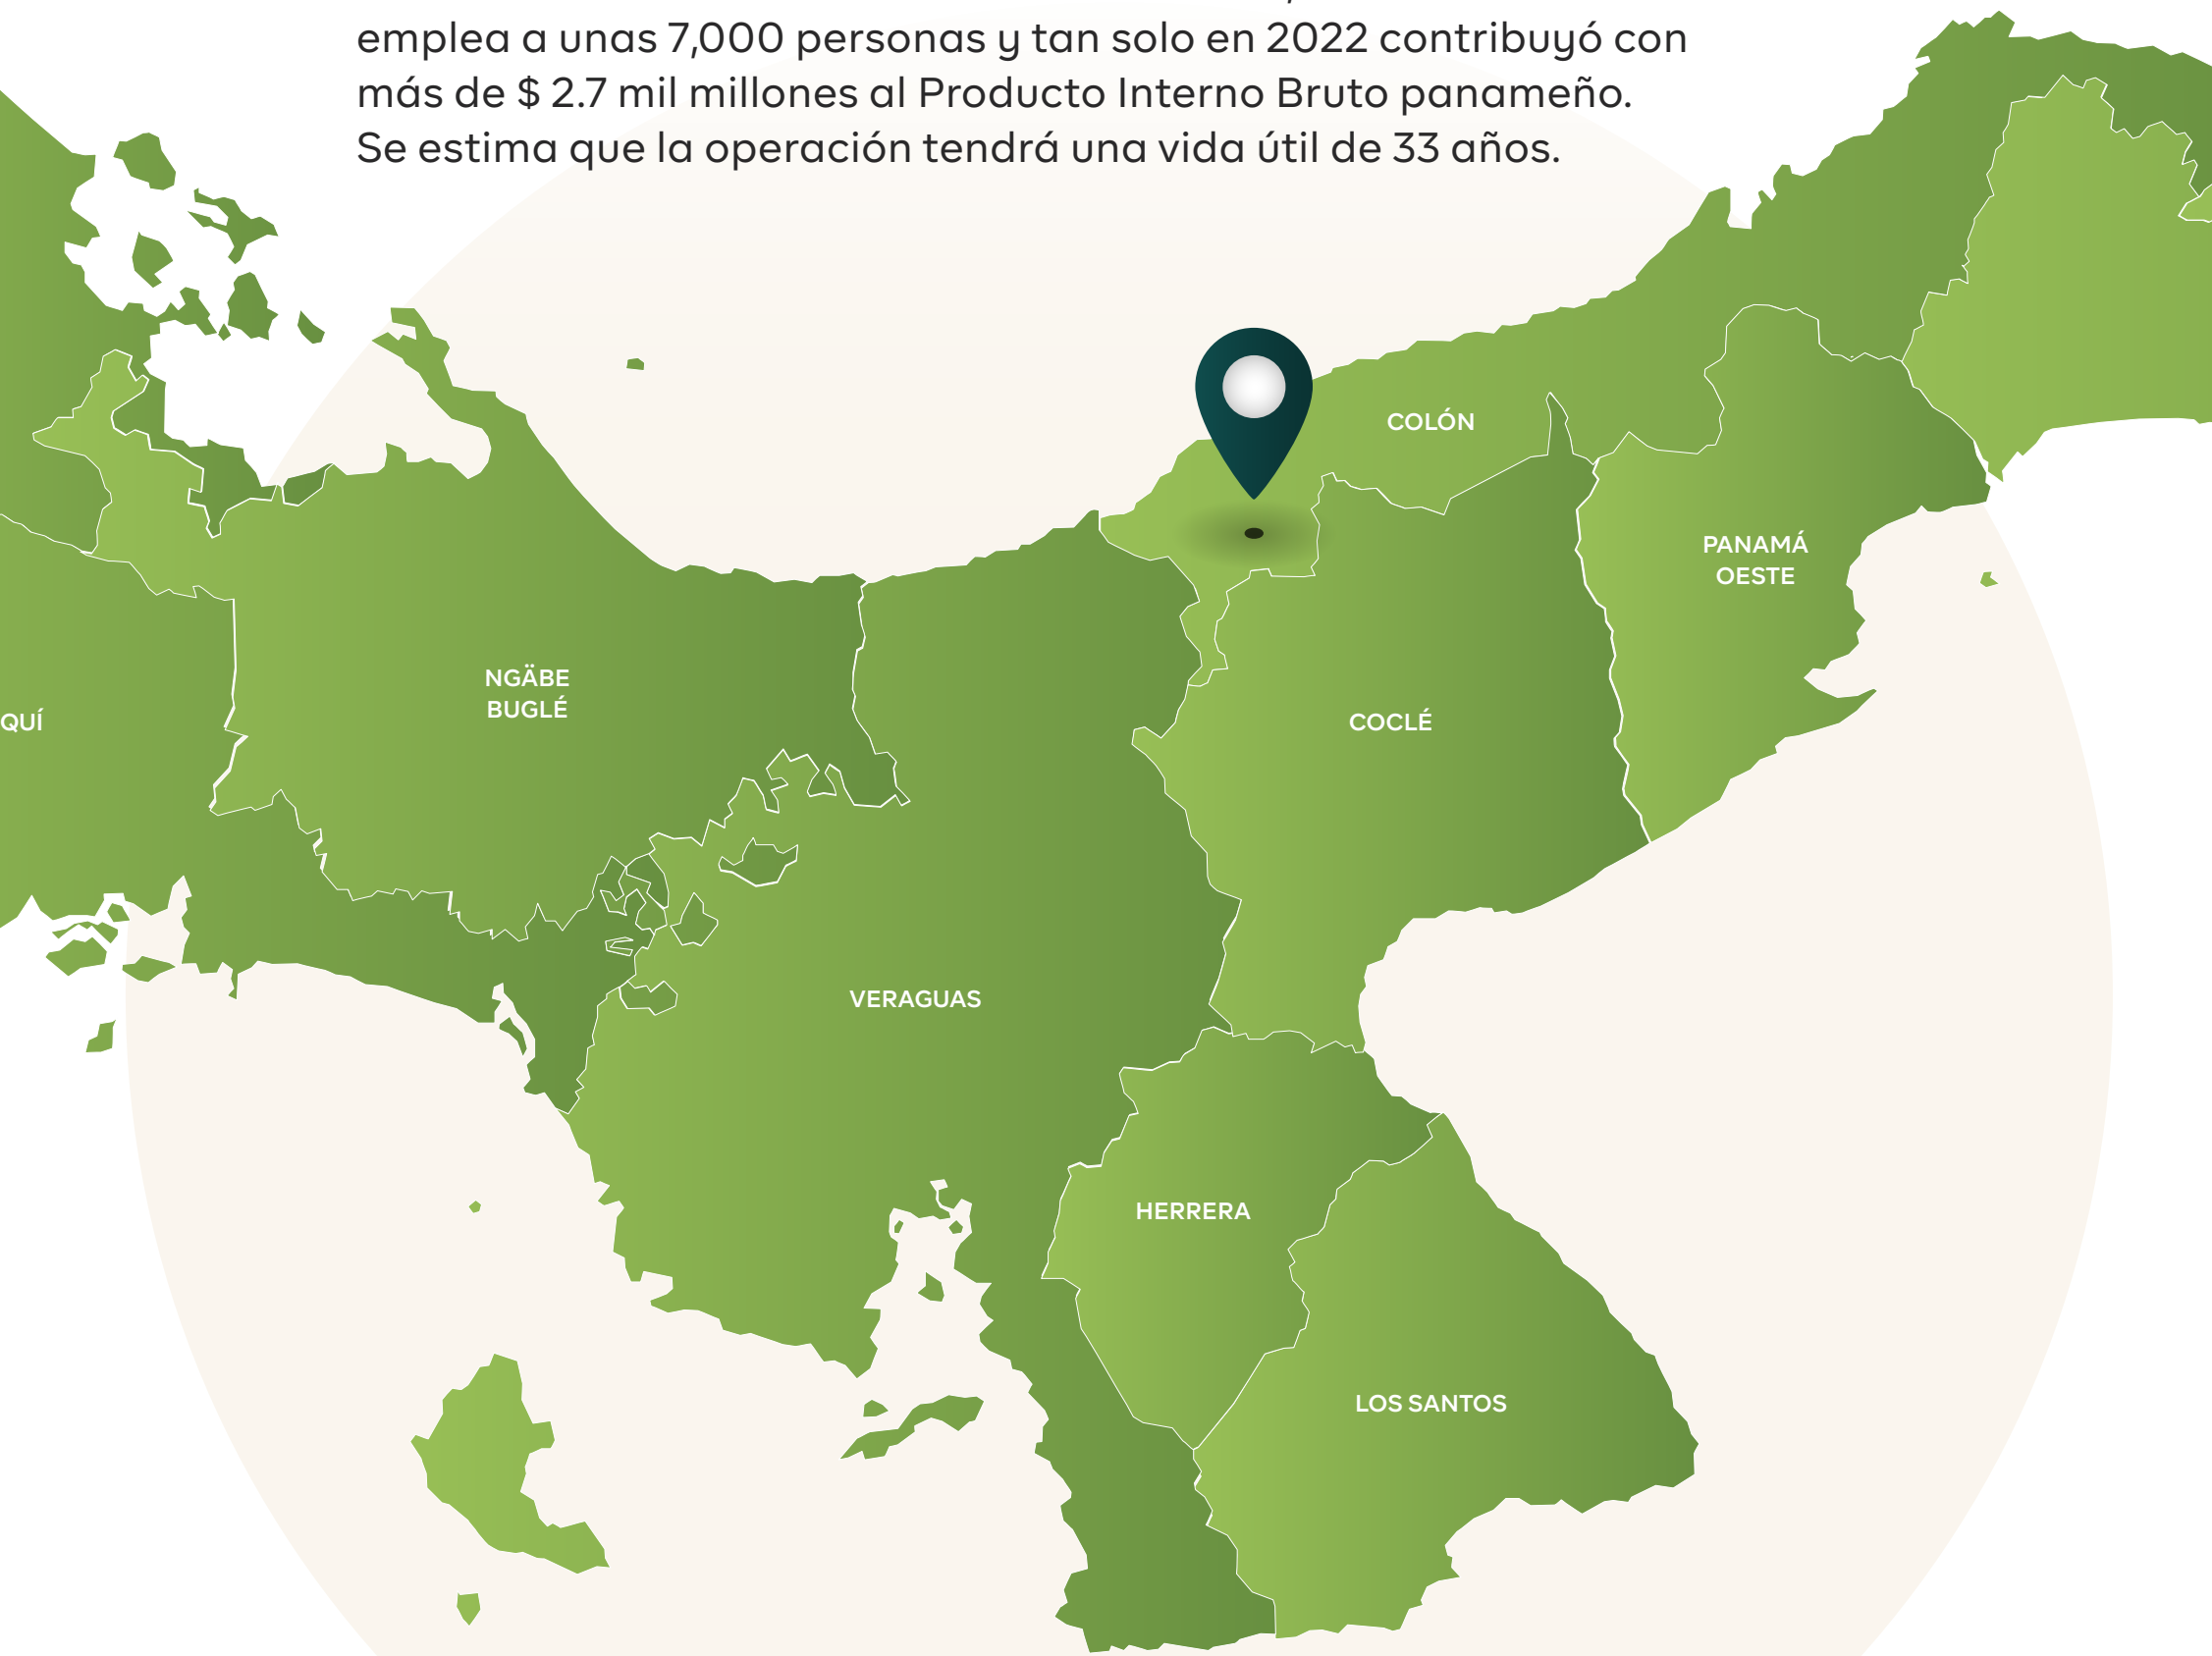 emplea a unas 7,000 personas y tan solo en 2022 contribuyó con
más de $ 2.7 mil millones al Producto Interno Bruto panameño.
Se estima que la operación tendrá una vida útil de 33 años.
COLÓN
PANAMÁ
OESTE
NGÄBE
BUGLÉ
QUÍ
COCLÉ
VERAGUAS
HERRERA
LOS SANTOS